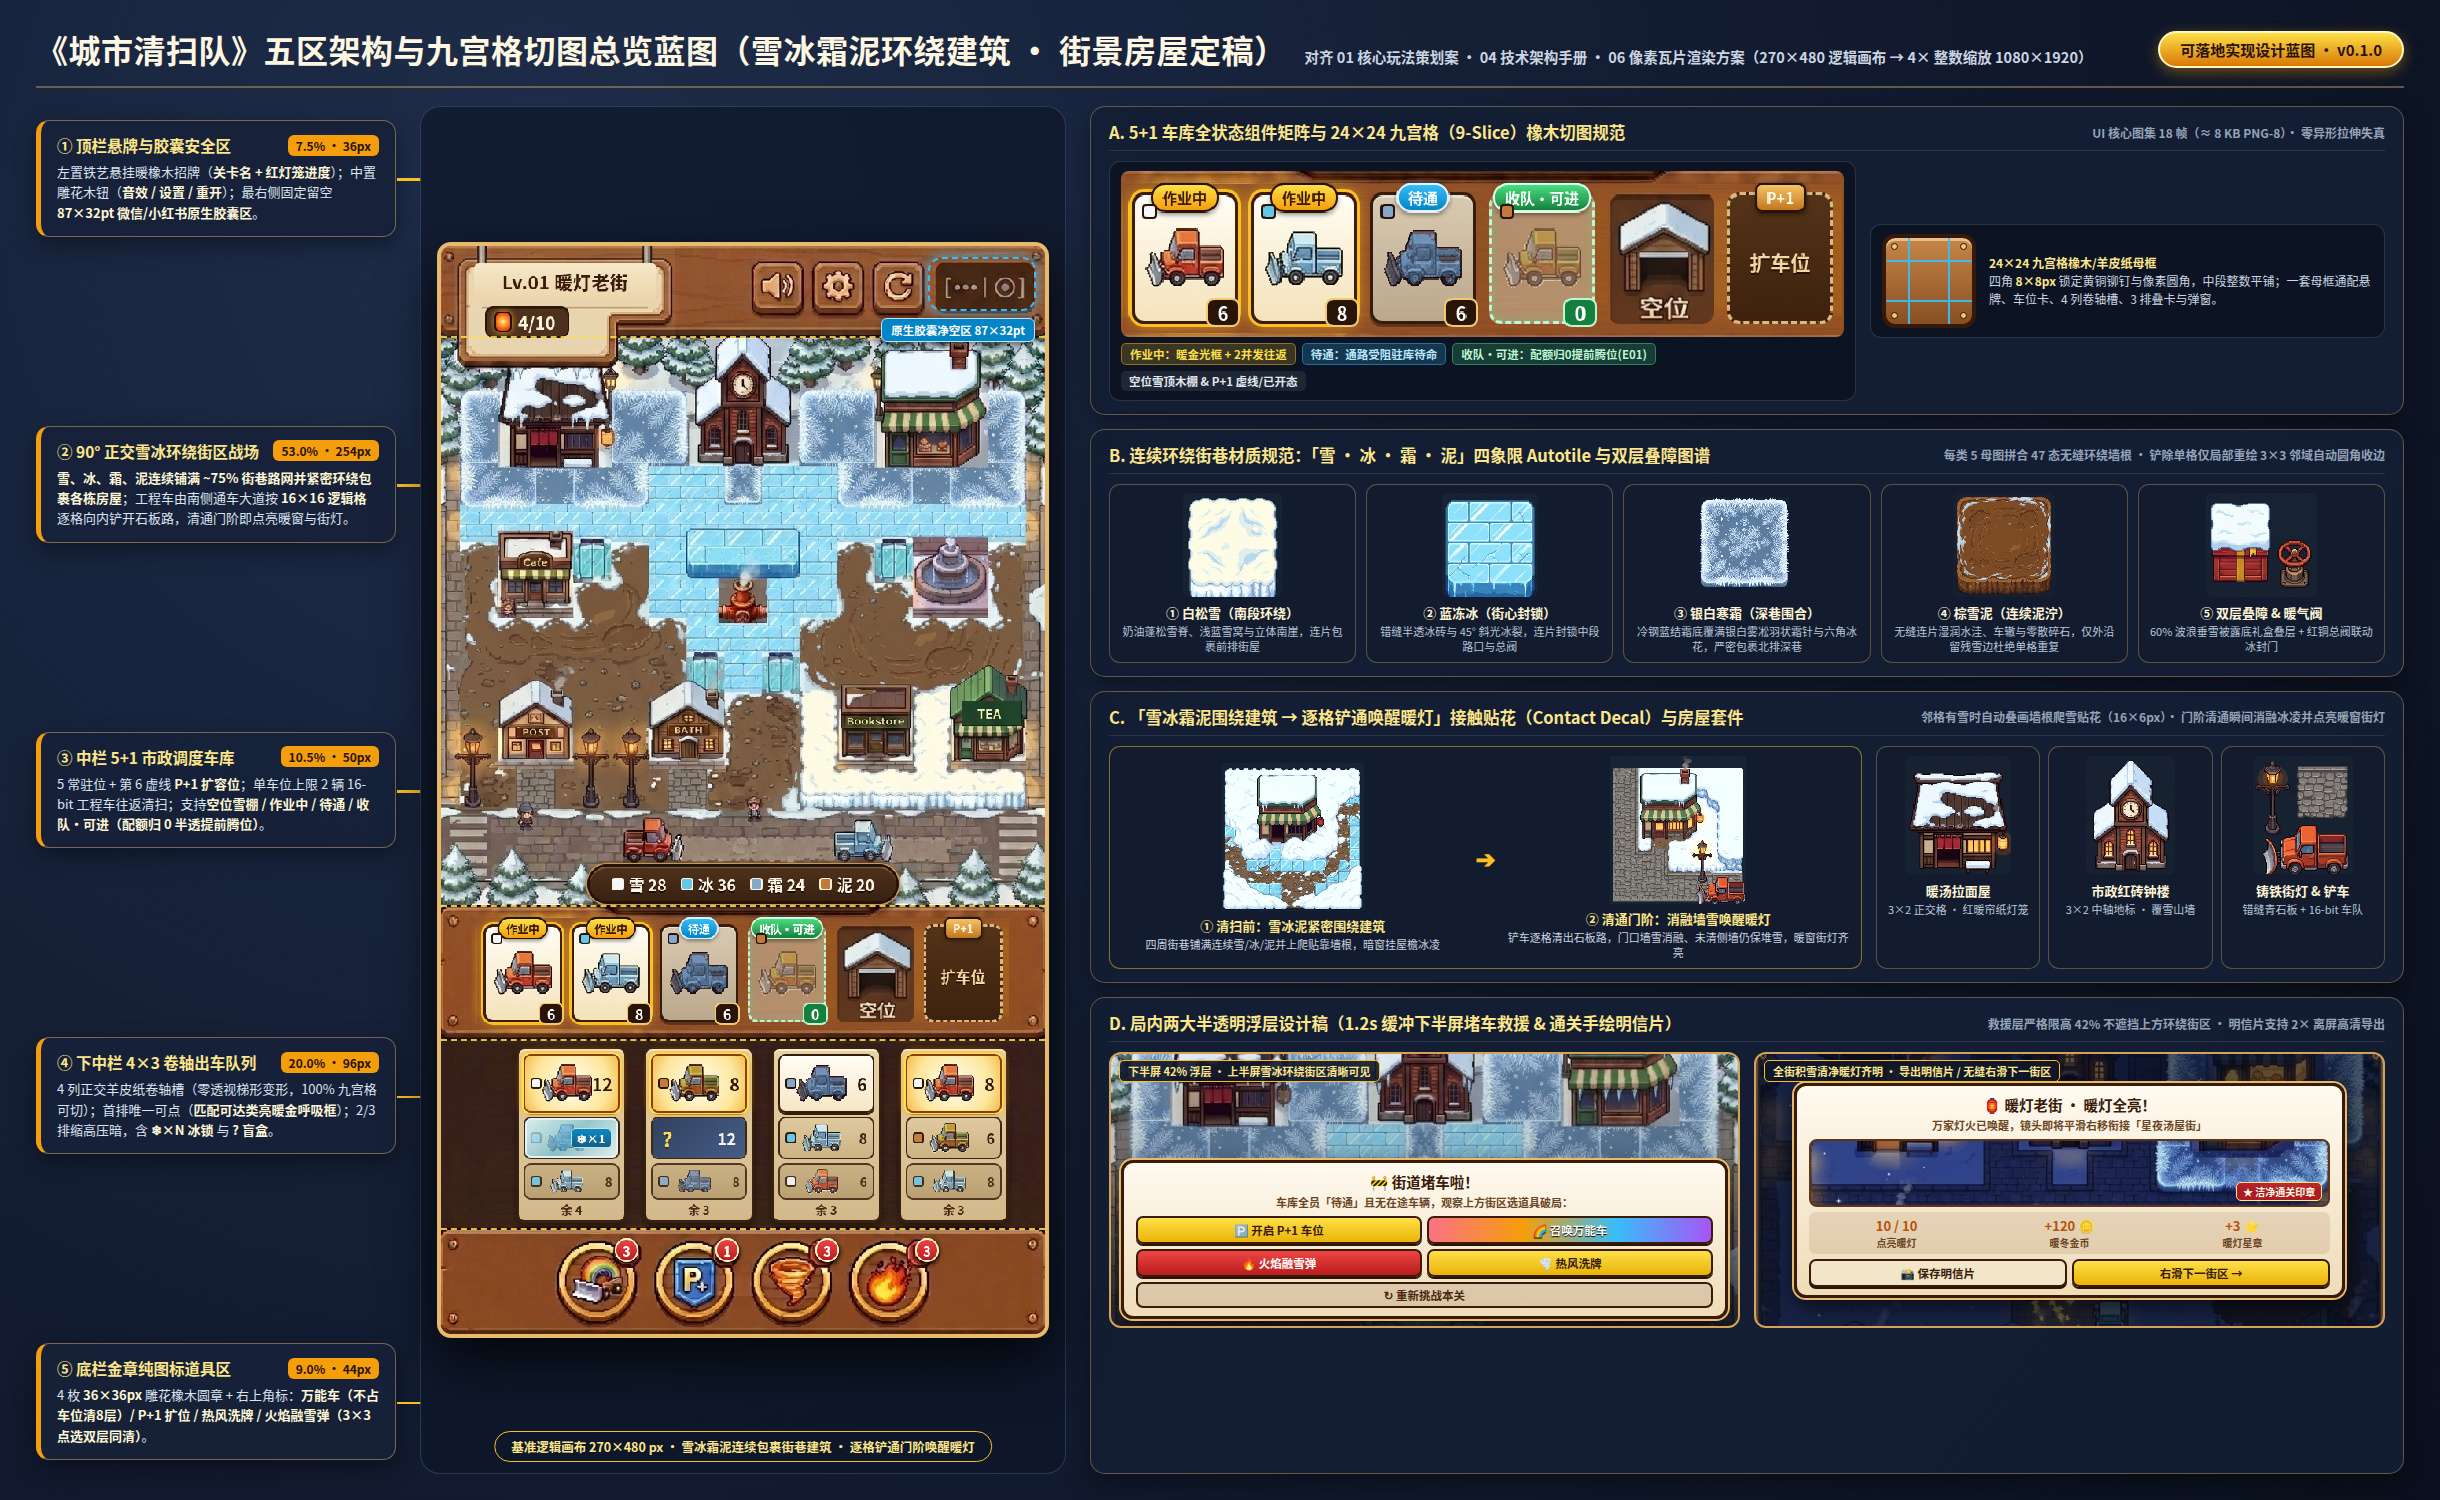 《城市清扫队》五区架构与九宫格切图总览蓝图（雪冰霜泥环绕建筑 · 街景房屋定稿）
对齐 01 核心玩法策划案 · 04 技术架构手册 · 06 像素瓦片渲染方案（270×480 逻辑画布 → 4× 整数缩放 1080×1920）
可落地实现设计蓝图 · v0.1.0
① 顶栏悬牌与胶囊安全区
7.5% · 36px
左置铁艺悬挂暖橡木招牌（关卡名 + 红灯笼进度）；中置
雕花木钮（音效 / 设置 / 重开）；最右侧固定留空
87×32pt 微信/小红书原生胶囊区。
② 90° 正交雪冰环绕街区战场
53.0% · 254px
雪、冰、霜、泥连续铺满 ~75% 街巷路网并紧密环绕包
裹各栋房屋；工程车由南侧通车大道按 16×16 逻辑格
逐格向内铲开石板路，清通门阶即点亮暖窗与街灯。
③ 中栏 5+1 市政调度车库
10.5% · 50px
5 常驻位 + 第 6 虚线 P+1 扩容位；单车位上限 2 辆 16-
bit 工程车往返清扫；支持空位雪棚 / 作业中 / 待通 / 收
队 · 可进（配额归 0 半透提前腾位）。
④ 下中栏 4×3 卷轴出车队列
20.0% · 96px
4 列正交羊皮纸卷轴槽（零透视梯形变形，100% 九宫格
可切）；首排唯一可点（匹配可达类亮暖金呼吸框）；2/3
排缩高压暗，含 ❄×N 冰锁 与 ? 盲盒。
⑤ 底栏金章纯图标道具区
9.0% · 44px
4 枚 36×36px 雕花橡木圆章 + 右上角标：万能车（不占
车位清8层）/ P+1 扩位 / 热风洗牌 / 火焰融雪弹（3×3
点选双层同清）。
Lv.01 暖灯老街
4/10
[··· | ◎]
原生胶囊净空区 87×32pt
Cafe
POST
BATH
Bookstore
TEA
雪 28 冰 36 霜 24 泥 20
作业中 作业中 待通 收队 · 可进 P+1
扩车位
空位
6 8 6 0
12 8 6 8
❄×1 ? 12 8 6
8 8 6 8
余 4 余 3 余 3 余 3
3 1 3 3
P+
基准逻辑画布 270×480 px · 雪冰霜泥连续包裹街巷建筑 · 逐格铲通门阶唤醒暖灯
A. 5+1 车库全状态组件矩阵与 24×24 九宫格（9-Slice）橡木切图规范
UI 核心图集 18 帧（≈ 8 KB PNG-8）· 零异形拉伸失真
作业中 作业中 待通 收队 · 可进 P+1
扩车位
空位
6 8 6 0
作业中：暖金光框 + 2并发往返
待通：通路受阻驻库待命
收队 · 可进：配额归0提前腾位(E01)
空位雪顶木棚 & P+1 虚线/已开态
24×24 九宫格橡木/羊皮纸母框
四角 8×8px 锁定黄铜铆钉与像素圆角，中段整数平铺；一套母框通配悬
牌、车位卡、4 列卷轴槽、3 排叠卡与弹窗。
B. 连续环绕街巷材质规范：「雪 · 冰 · 霜 · 泥」四象限 Autotile 与双层叠障图谱
每类 5 母图拼合 47 态无缝环绕墙根 · 铲除单格仅局部重绘 3×3 邻域自动圆角收边
① 白松雪（南段环绕）
奶油蓬松雪脊、浅蓝雪窝与立体南崖，连片包
裹前排街屋
② 蓝冻冰（街心封锁）
错缝半透冰砖与 45° 斜光冰裂，连片封锁中段
路口与总阀
③ 银白寒霜（深巷围合）
冷钢蓝结霜底覆满银白雾凇羽状霜针与六角冰
花，严密包裹北排深巷
④ 棕雪泥（连续泥泞）
无缝连片湿润水洼、车辙与零散碎石，仅外沿
留残雪边杜绝单格重复
⑤ 双层叠障 & 暖气阀
60% 波浪垂雪被露底礼盒叠层 + 红铜总阀联动
冰封门
C. 「雪冰霜泥围绕建筑 → 逐格铲通唤醒暖灯」接触贴花（Contact Decal）与房屋套件
邻格有雪时自动叠画墙根爬雪贴花（16×6px）· 门阶清通瞬间消融冰凌并点亮暖窗街灯
① 清扫前：雪冰泥紧密围绕建筑
四周街巷铺满连续雪/冰/泥并上爬贴靠墙根，暗窗挂屋檐冰凌
➔
② 清通门阶：消融墙雪唤醒暖灯
铲车逐格清出石板路，门口墙雪消融、未清侧墙仍保堆雪，暖窗街灯齐
亮
暖汤拉面屋
3×2 正交格 · 红暖帘纸灯笼
市政红砖钟楼
3×2 中轴地标 · 覆雪山墙
铸铁街灯 & 铲车
错缝青石板 + 16-bit 车队
D. 局内两大半透明浮层设计稿（1.2s 缓冲下半屏堵车救援 & 通关手绘明信片）
救援层严格限高 42% 不遮挡上方环绕街区 · 明信片支持 2× 离屏高清导出
下半屏 42% 浮层 · 上半屏雪冰环绕街区清晰可见
🚧 街道堵车啦！
车库全员「待通」且无在途车辆，观察上方街区选道具破局：
🅿️ 开启 P+1 车位
🌈 召唤万能车
🔥 火焰融雪弹
🌪️ 热风洗牌
↻ 重新挑战本关
全街积雪清净暖灯齐明 · 导出明信片 / 无缝右滑下一街区
🏮 暖灯老街 · 暖灯全亮！
万家灯火已唤醒，镜头即将平滑右移衔接「星夜汤屋街」
★ 洁净通关印章
10 / 10
点亮暖灯
+120 🪙
暖冬金币
+3 ⭐
暖灯星章
📸 保存明信片
右滑下一街区 →